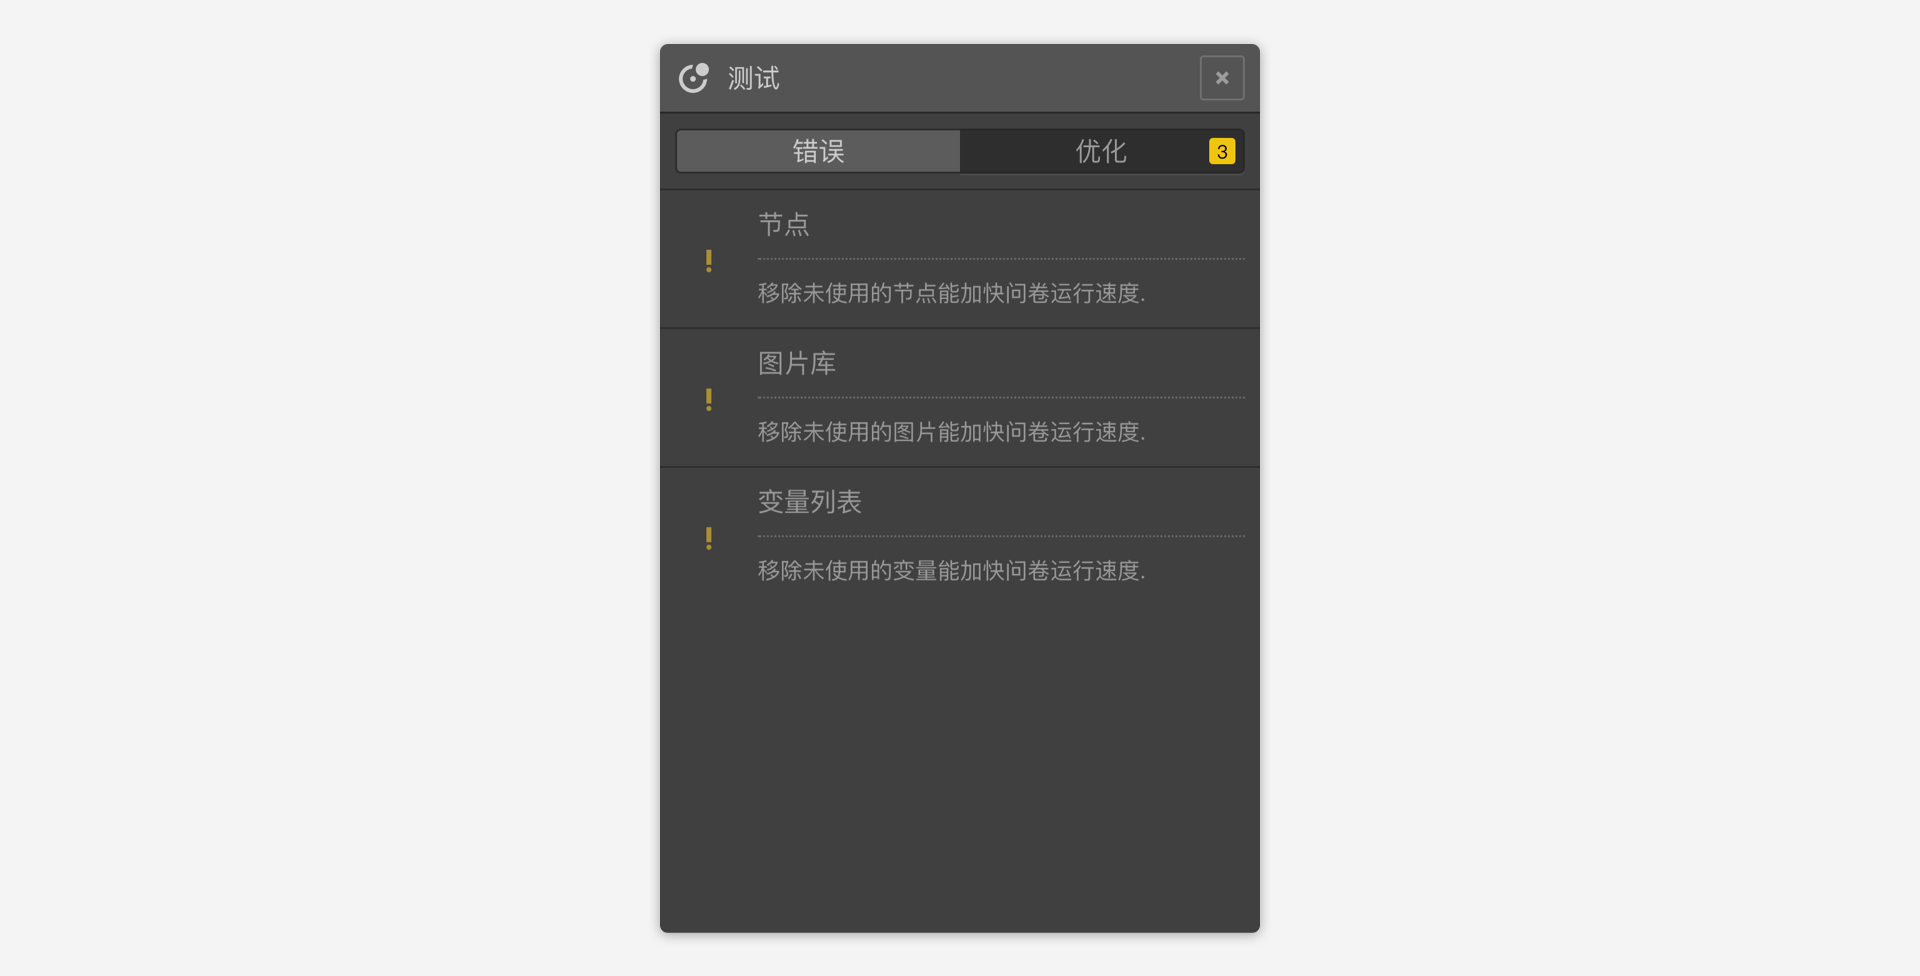 测试
错误
优化
3
节点
移除未使用的节点能加快问卷运行速度.
图片库
移除未使用的图片能加快问卷运行速度.
变量列表
移除未使用的变量能加快问卷运行速度.